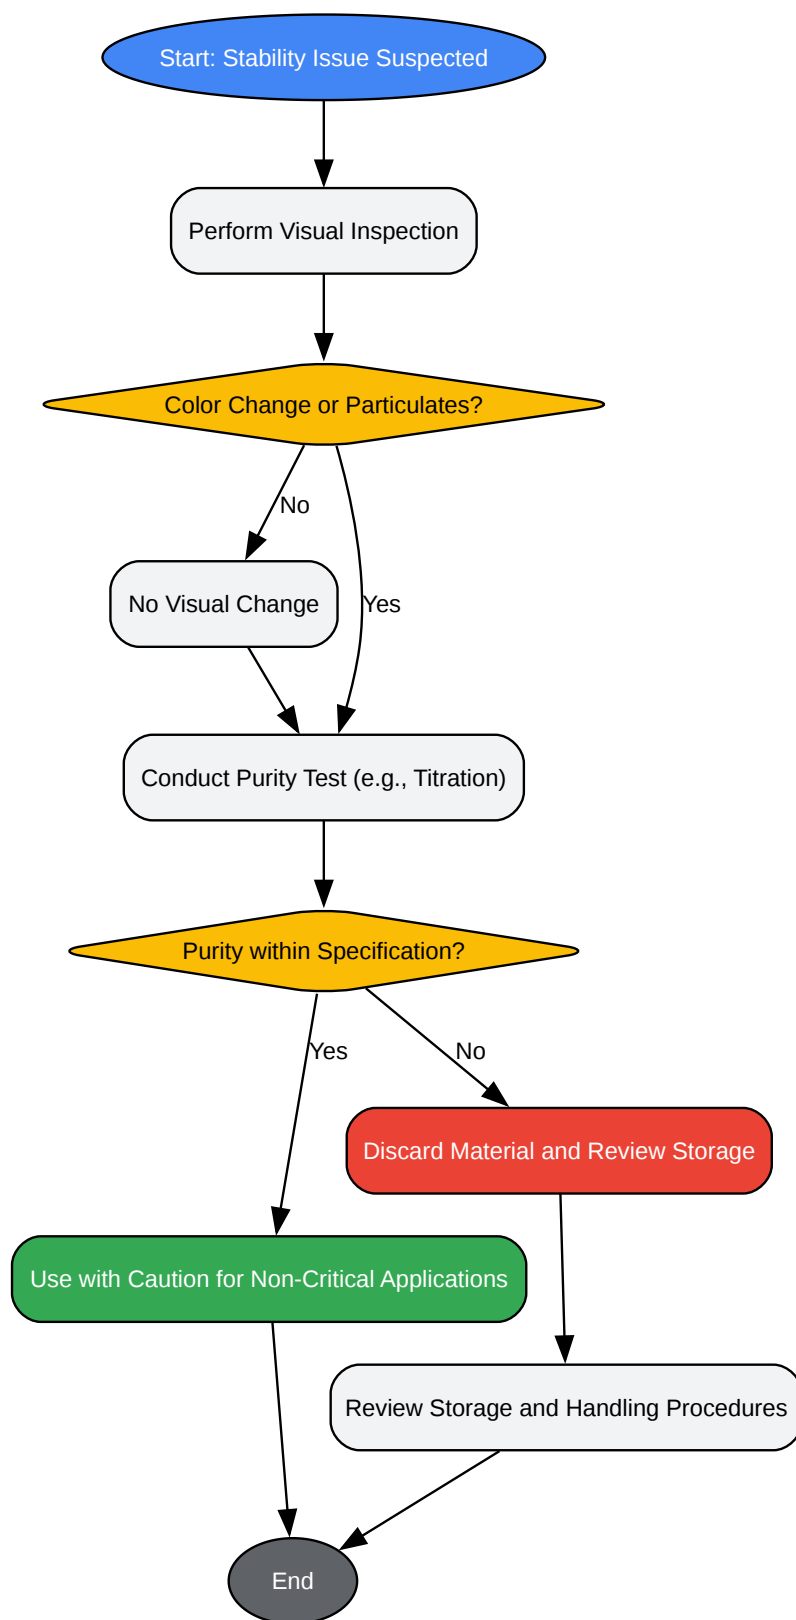 Start: Stability Issue Suspected
Perform Visual Inspection
Color Change or Particulates?
No
No Visual Change
Yes
Conduct Purity Test (e.g., Titration)
Purity within Specification?
Yes
No
Discard Material and Review Storage
Use with Caution for Non-Critical Applications
Review Storage and Handling Procedures
End